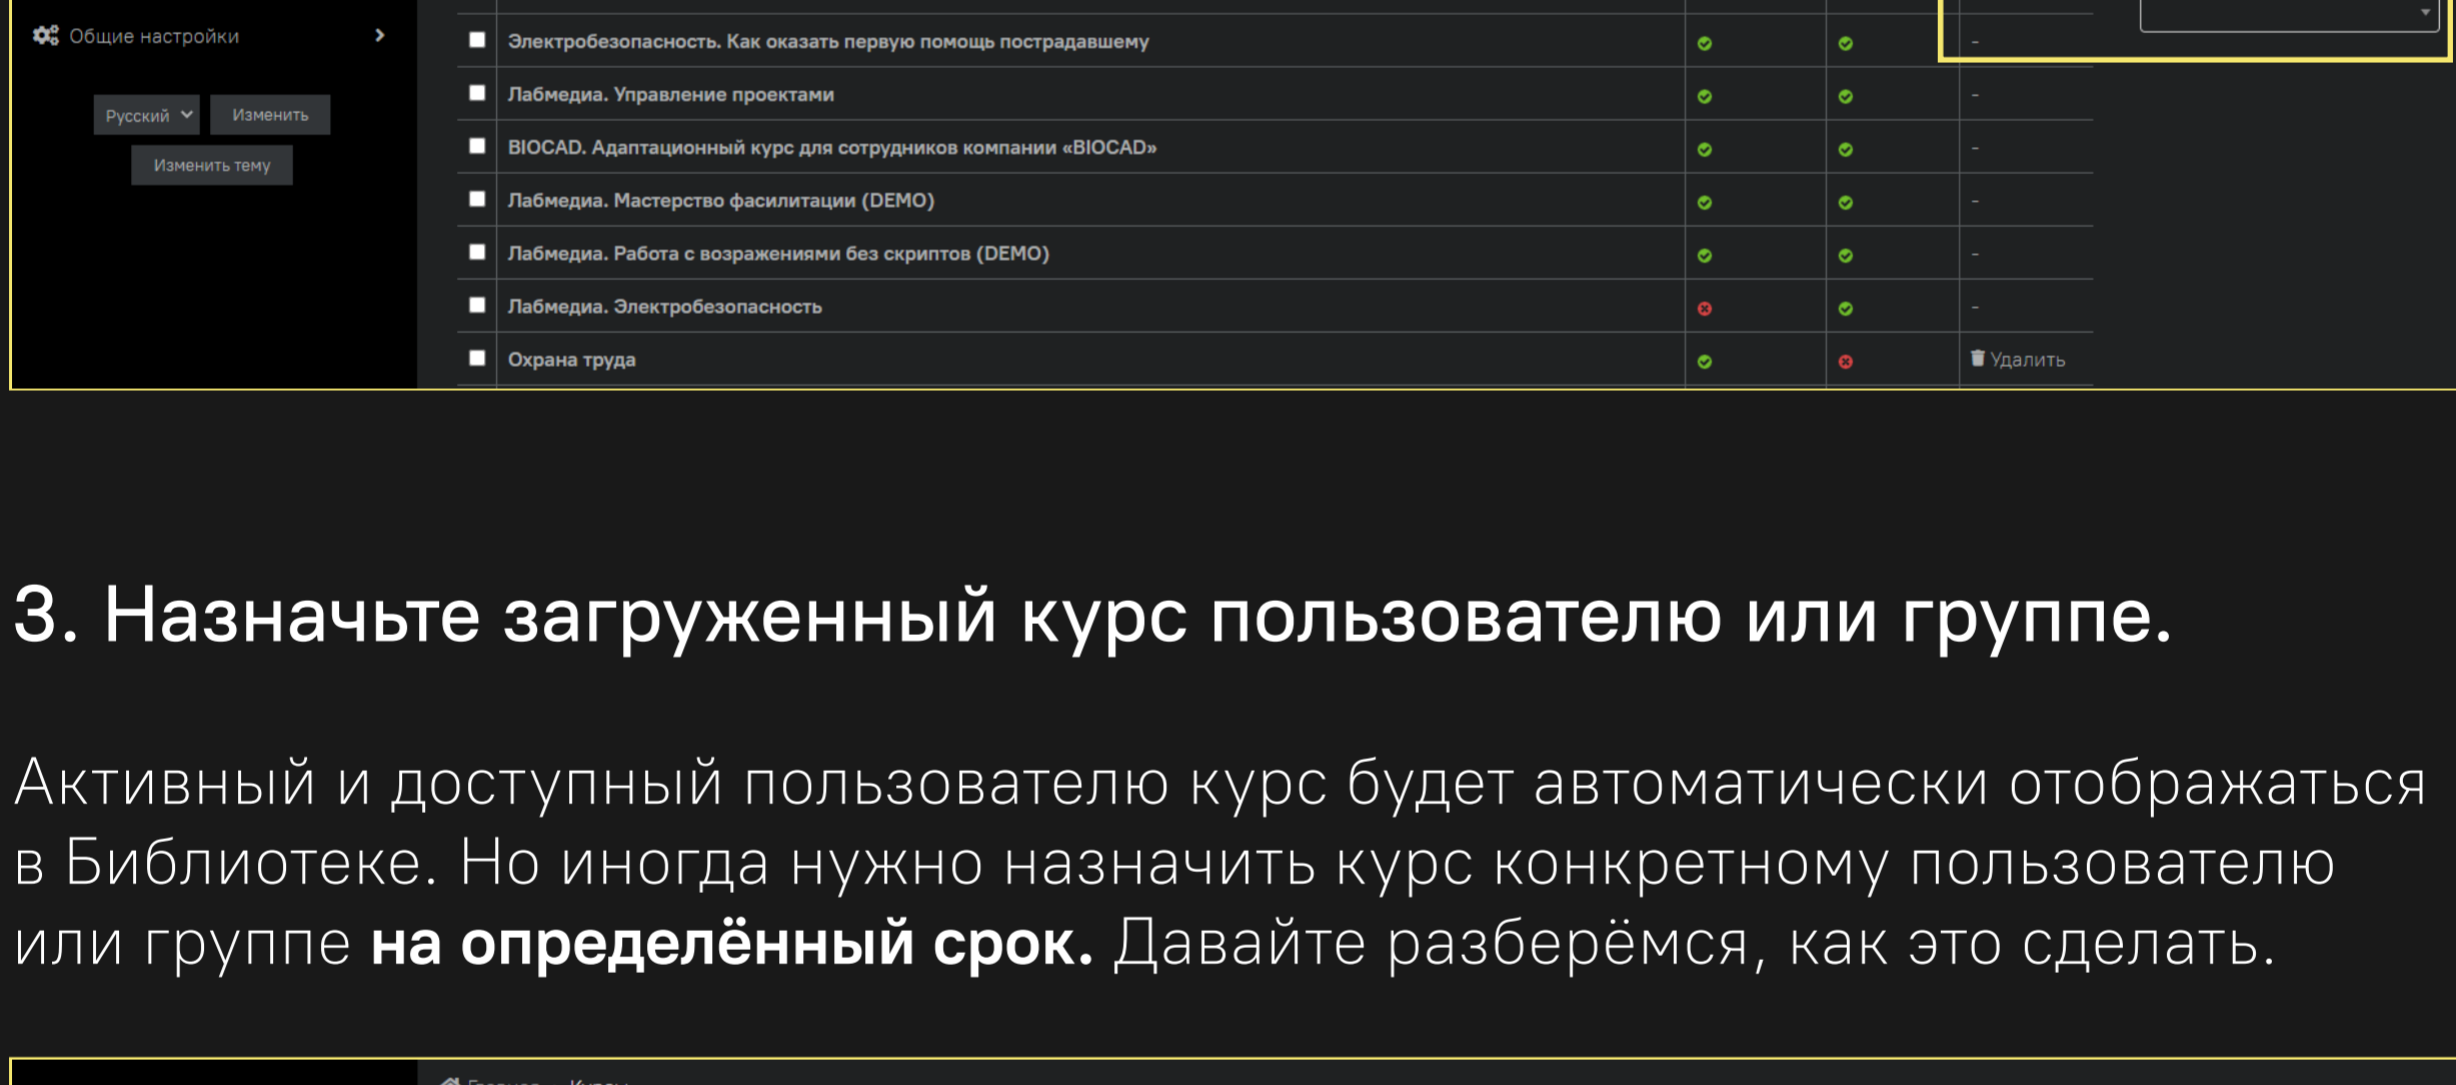 Общие настройки
Русский Изменить
Изменить тему
Электробезопасность. Как оказать первую помощь пострадавшему -
Лабмедиа. Управление проектами -
BIOCAD. Адаптационный курс для сотрудников компании «BIOCAD» -
Лабмедиа. Мастерство фасилитации (DEMO) -
Лабмедиа. Работа с возражениями без скриптов (DEMO) -
Лабмедиа. Электробезопасность -
Охрана труда Удалить
3. Назначьте загруженный курс пользователю или группе.
Активный и доступный пользователю курс будет автоматически отображаться
в Библиотеке. Но иногда нужно назначить курс конкретному пользователю
или группе на определённый срок. Давайте разберёмся, как это сделать.